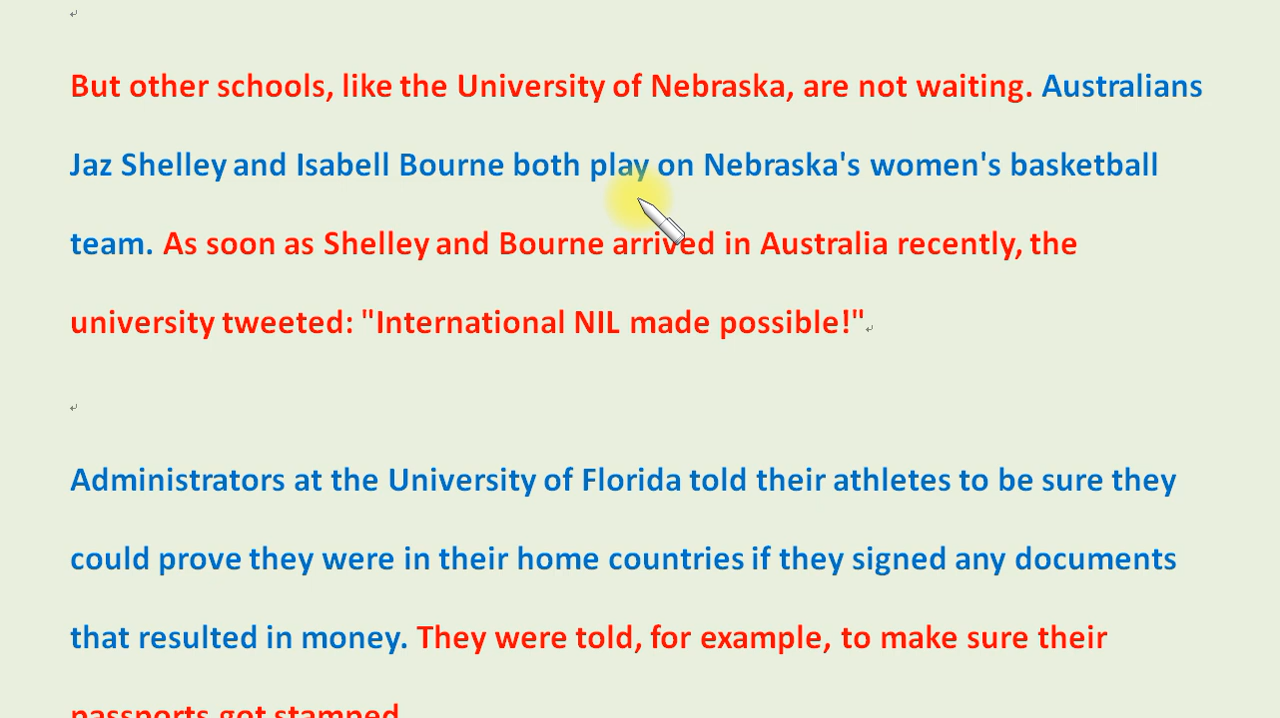 But other schools, like the University of Nebraska, are not waiting. Australians
Jaz Shelley and Isabell Bourne both play on Nebraska's women's basketball
team. As soon as Shelley and Bourne arrived in Australia recently, the
university tweeted: "International NIL made possible!"
Administrators at the University of Florida told their athletes to be sure they
could prove they were in their home countries if they signed any documents
that resulted in money. They were told, for example, to make sure their
passports got stamped.